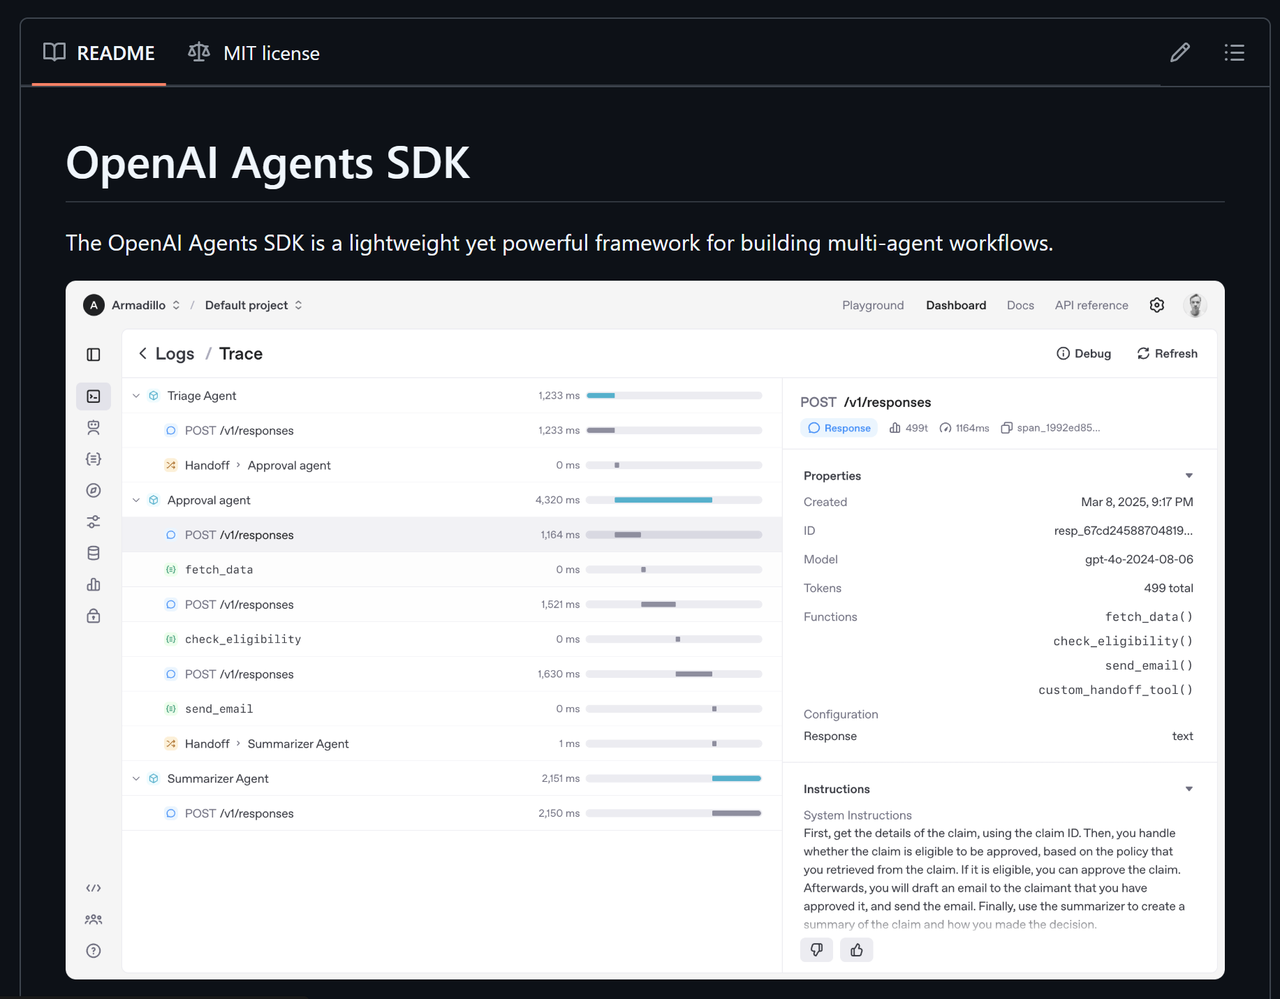 README
MIT license
OpenAI Agents SDK
The OpenAI Agents SDK is a lightweight yet powerful framework for building multi-agent workflows.
A Armadillo / Default project
Playground Dashboard Docs API reference
Logs / Trace
Debug Refresh
Triage Agent 1,233 ms
POST /v1/responses 1,233 ms
Handoff › Approval agent 0 ms
Approval agent 4,320 ms
POST /v1/responses 1,164 ms
fetch_data 0 ms
POST /v1/responses 1,521 ms
check_eligibility 0 ms
POST /v1/responses 1,630 ms
send_email 0 ms
Handoff › Summarizer Agent 1 ms
Summarizer Agent 2,151 ms
POST /v1/responses 2,150 ms
POST /v1/responses
Response 499t 1164ms span_1992ed85...
Properties
Created Mar 8, 2025, 9:17 PM
ID resp_67cd24588704819...
Model gpt-4o-2024-08-06
Tokens 499 total
Functions fetch_data()
check_eligibility()
send_email()
custom_handoff_tool()
Configuration
Response text
Instructions
System Instructions
First, get the details of the claim, using the claim ID. Then, you handle
whether the claim is eligible to be approved, based on the policy that
you retrieved from the claim. If it is eligible, you can approve the claim.
Afterwards, you will draft an email to the claimant that you have
approved it, and send the email. Finally, use the summarizer to create a
summary of the claim and how you made the decision.